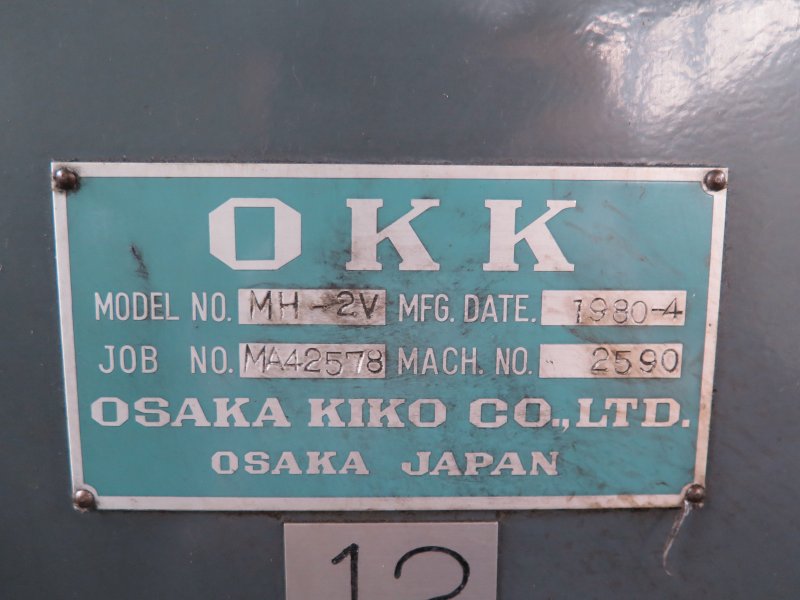 OKK
MODEL NO. MH-2V MFG. DATE. 1980-4
JOB NO. MA42578 MACH. NO. 2590
OSAKA KIKO CO., LTD.
OSAKA JAPAN
12